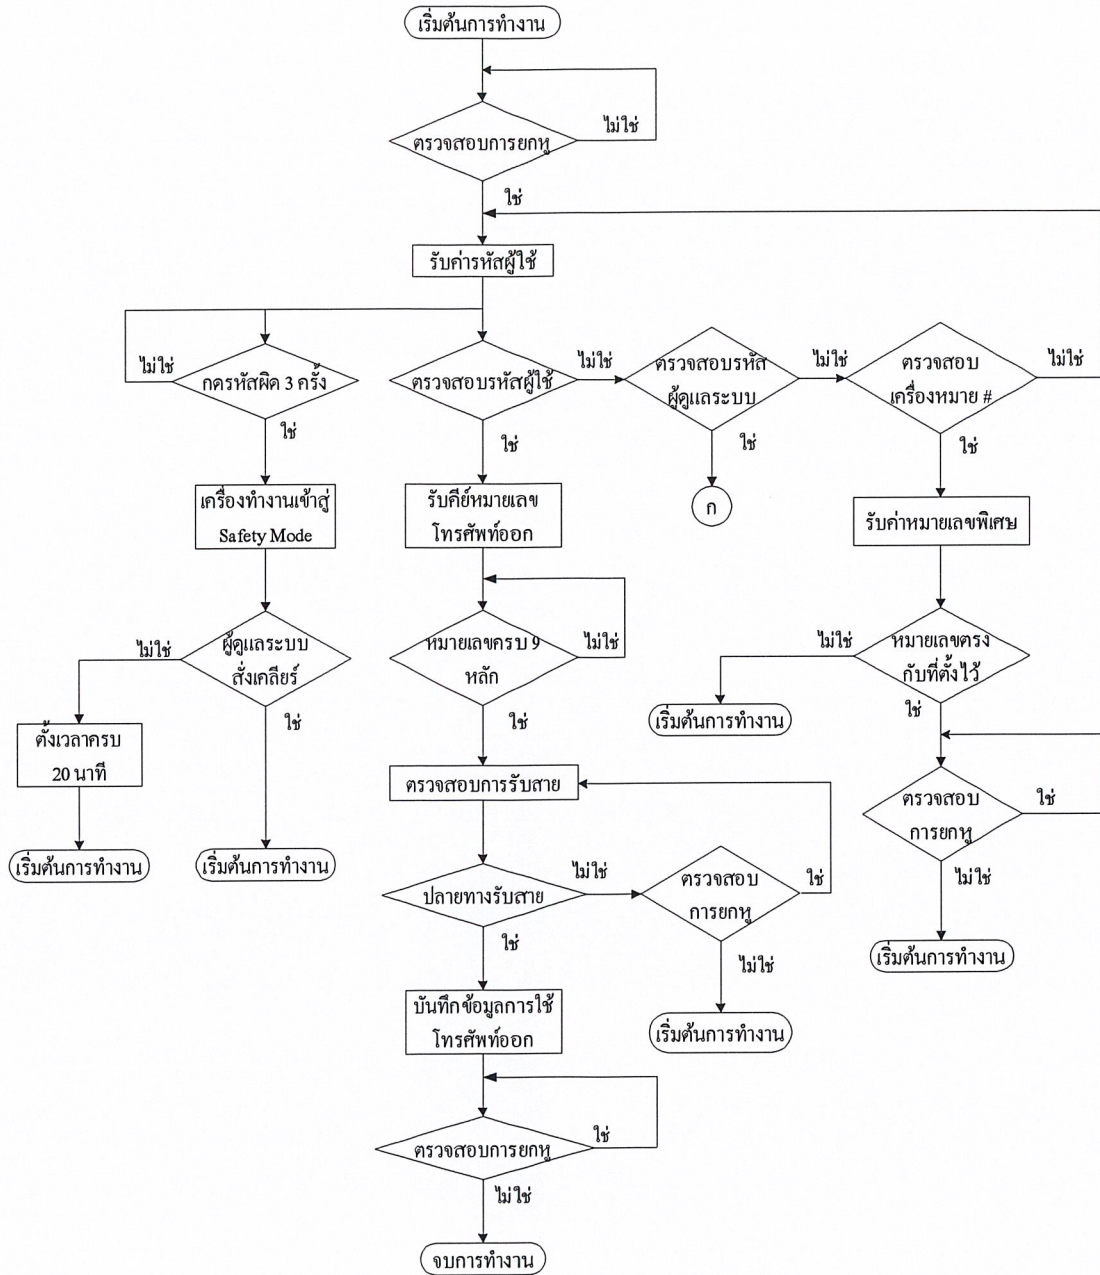 เริ่มต้นการทำงาน
ไม่ใช่
ตรวจสอบการยกหู
ใช่
รับค่ารหัสผู้ใช้
ไม่ใช่
กดรหัสผิด 3 ครั้ง
ใช่
ตรวจสอบรหัสผู้ใช้
ไม่ใช่
ใช่
ตรวจสอบรหัส
ผู้ดูแลระบบ
ไม่ใช่
ใช่
ตรวจสอบ
เครื่องหมาย #
ไม่ใช่
ใช่
เครื่องทำงานเข้าสู่
Safety Mode
รับคีย์หมายเลข
โทรศัพท์ออก
ก
รับค่าหมายเลขพิเศษ
ไม่ใช่
ผู้ดูแลระบบ
สั่งเคลียร์
ใช่
หมายเลขครบ 9
หลัก
ไม่ใช่
ใช่
ไม่ใช่
หมายเลขตรง
กับที่ตั้งไว้
ใช่
เริ่มต้นการทำงาน
ตั้งเวลาครบ
20 นาที
ตรวจสอบการรับสาย
ตรวจสอบ
การยกหู
ใช่
ไม่ใช่
เริ่มต้นการทำงาน
เริ่มต้นการทำงาน
ปลายทางรับสาย
ไม่ใช่
ใช่
ตรวจสอบ
การยกหู
ใช่
ไม่ใช่
เริ่มต้นการทำงาน
บันทึกข้อมูลการใช้
โทรศัพท์ออก
เริ่มต้นการทำงาน
ตรวจสอบการยกหู
ใช่
ไม่ใช่
จบการทำงาน